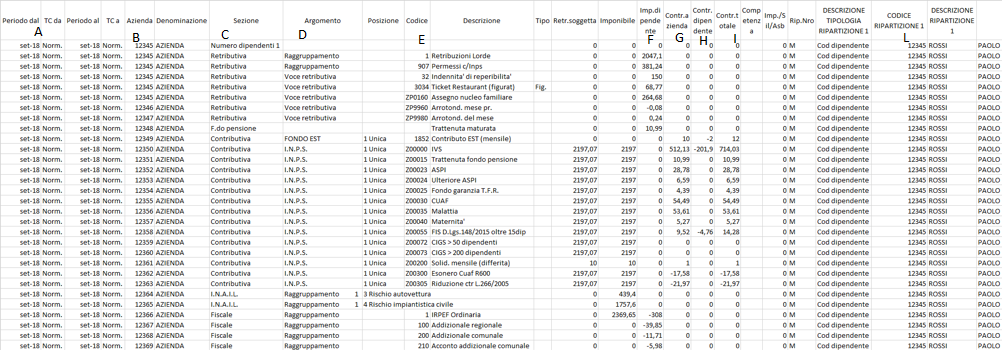 Periodo dal TC da Periodo al TC a Azienda Denominazione Sezione Argomento Posizione Codice Descrizione Tipo Retr.soggetta Imponibile Imp.dipendente Contr.azienda Contr.dipendente Contr.totale Competenza Imp./Sil/Asb Rip.Nro DESCRIZIONE TIPOLOGIA RIPARTIZIONE 1 CODICE RIPARTIZIONE 1 DESCRIZIONE RIPARTIZIONE 1
A B C D E F G H I L
set-18 Norm. set-18 Norm. 12345 AZIENDA Numero dipendenti 1 0 0 0 0 0 0 0 0 M Cod dipendente 12345 ROSSI PAOLO
set-18 Norm. set-18 Norm. 12345 AZIENDA Retributiva Raggruppamento 1 Retribuzioni Lorde 0 0 2047,1 0 0 0 0 0 M Cod dipendente 12345 ROSSI PAOLO
set-18 Norm. set-18 Norm. 12345 AZIENDA Retributiva Raggruppamento 907 Permessi c/Inps 0 0 381,24 0 0 0 0 0 M Cod dipendente 12345 ROSSI PAOLO
set-18 Norm. set-18 Norm. 12345 AZIENDA Retributiva Voce retributiva 32 Indennita' di reperibilita' 0 0 150 0 0 0 0 0 M Cod dipendente 12345 ROSSI PAOLO
set-18 Norm. set-18 Norm. 12345 AZIENDA Retributiva Voce retributiva 3034 Ticket Restaurant (figurat) Fig. 0 0 68,77 0 0 0 0 0 M Cod dipendente 12345 ROSSI PAOLO
set-18 Norm. set-18 Norm. 12345 AZIENDA Retributiva Voce retributiva ZP0160 Assegno nucleo familiare 0 0 264,68 0 0 0 0 0 M Cod dipendente 12345 ROSSI PAOLO
set-18 Norm. set-18 Norm. 12346 AZIENDA Retributiva Voce retributiva ZP9960 Arrotond. mese pr. 0 0 -0,08 0 0 0 0 0 M Cod dipendente 12345 ROSSI PAOLO
set-18 Norm. set-18 Norm. 12347 AZIENDA Retributiva Voce retributiva ZP9980 Arrotond. del mese 0 0 0,24 0 0 0 0 0 M Cod dipendente 12345 ROSSI PAOLO
set-18 Norm. set-18 Norm. 12348 AZIENDA F.do pensione Trattenuta maturata 0 0 10,99 0 0 0 0 0 M Cod dipendente 12345 ROSSI PAOLO
set-18 Norm. set-18 Norm. 12349 AZIENDA Contributiva FONDO EST 1 Unica 1852 Contributo EST (mensile) 0 0 0 10 -2 12 0 0 M Cod dipendente 12345 ROSSI PAOLO
set-18 Norm. set-18 Norm. 12350 AZIENDA Contributiva I.N.P.S. 1 Unica Z00000 IVS 2197,07 2197 0 512,13 -201,9 714,03 0 0 M Cod dipendente 12345 ROSSI PAOLO
set-18 Norm. set-18 Norm. 12351 AZIENDA Contributiva I.N.P.S. 1 Unica Z00015 Trattenuta fondo pensione 2197,07 2197 0 10,99 0 10,99 0 0 M Cod dipendente 12345 ROSSI PAOLO
set-18 Norm. set-18 Norm. 12352 AZIENDA Contributiva I.N.P.S. 1 Unica Z00023 ASPI 2197,07 2197 0 28,78 0 28,78 0 0 M Cod dipendente 12345 ROSSI PAOLO
set-18 Norm. set-18 Norm. 12353 AZIENDA Contributiva I.N.P.S. 1 Unica Z00024 Ulteriore ASPI 2197,07 2197 0 6,59 0 6,59 0 0 M Cod dipendente 12345 ROSSI PAOLO
set-18 Norm. set-18 Norm. 12354 AZIENDA Contributiva I.N.P.S. 1 Unica Z00025 Fondo garanzia T.F.R. 2197,07 2197 0 4,39 0 4,39 0 0 M Cod dipendente 12345 ROSSI PAOLO
set-18 Norm. set-18 Norm. 12355 AZIENDA Contributiva I.N.P.S. 1 Unica Z00030 CUAF 2197,07 2197 0 54,49 0 54,49 0 0 M Cod dipendente 12345 ROSSI PAOLO
set-18 Norm. set-18 Norm. 12356 AZIENDA Contributiva I.N.P.S. 1 Unica Z00035 Malattia 2197,07 2197 0 53,61 0 53,61 0 0 M Cod dipendente 12345 ROSSI PAOLO
set-18 Norm. set-18 Norm. 12357 AZIENDA Contributiva I.N.P.S. 1 Unica Z00040 Maternita' 2197,07 2197 0 5,27 0 5,27 0 0 M Cod dipendente 12345 ROSSI PAOLO
set-18 Norm. set-18 Norm. 12358 AZIENDA Contributiva I.N.P.S. 1 Unica Z00055 FIS D.Lgs.148/2015 oltre 15dip 2197,07 2197 0 9,52 -4,76 14,28 0 0 M Cod dipendente 12345 ROSSI PAOLO
set-18 Norm. set-18 Norm. 12359 AZIENDA Contributiva I.N.P.S. 1 Unica Z00072 CIGS > 50 dipendenti 2197,07 2197 0 0 0 0 0 0 M Cod dipendente 12345 ROSSI PAOLO
set-18 Norm. set-18 Norm. 12360 AZIENDA Contributiva I.N.P.S. 1 Unica Z00073 CIGS > 200 dipendenti 2197,07 2197 0 0 0 0 0 0 M Cod dipendente 12345 ROSSI PAOLO
set-18 Norm. set-18 Norm. 12361 AZIENDA Contributiva I.N.P.S. 1 Unica Z00200 Solid. mensile (differita) 10 10 0 1 0 1 0 0 M Cod dipendente 12345 ROSSI PAOLO
set-18 Norm. set-18 Norm. 12362 AZIENDA Contributiva I.N.P.S. 1 Unica Z00300 Esonero Cuaf R600 2197,07 2197 0 -17,58 0 -17,58 0 0 M Cod dipendente 12345 ROSSI PAOLO
set-18 Norm. set-18 Norm. 12363 AZIENDA Contributiva I.N.P.S. 1 Unica Z00305 Riduzione ctr L.266/2005 2197,07 2197 0 -21,97 0 -21,97 0 0 M Cod dipendente 12345 ROSSI PAOLO
set-18 Norm. set-18 Norm. 12364 AZIENDA I.N.A.I.L. Raggruppamento 1 3 Rischio autovettura 0 439,4 0 0 0 0 0 0 M Cod dipendente 12345 ROSSI PAOLO
set-18 Norm. set-18 Norm. 12365 AZIENDA I.N.A.I.L. Raggruppamento 1 4 Rischio impiantistica civile 0 1757,6 0 0 0 0 0 0 M Cod dipendente 12345 ROSSI PAOLO
set-18 Norm. set-18 Norm. 12366 AZIENDA Fiscale Raggruppamento 1 IRPEF Ordinaria 0 2369,65 -308 0 0 0 0 0 M Cod dipendente 12345 ROSSI PAOLO
set-18 Norm. set-18 Norm. 12367 AZIENDA Fiscale Raggruppamento 100 Addizionale regionale 0 0 -39,85 0 0 0 0 0 M Cod dipendente 12345 ROSSI PAOLO
set-18 Norm. set-18 Norm. 12368 AZIENDA Fiscale Raggruppamento 200 Addizionale comunale 0 0 -11,71 0 0 0 0 0 M Cod dipendente 12345 ROSSI PAOLO
set-18 Norm. set-18 Norm. 12369 AZIENDA Fiscale Raggruppamento 210 Acconto addizionale comunale 0 0 -5,98 0 0 0 0 0 M Cod dipendente 12345 ROSSI PAOLO